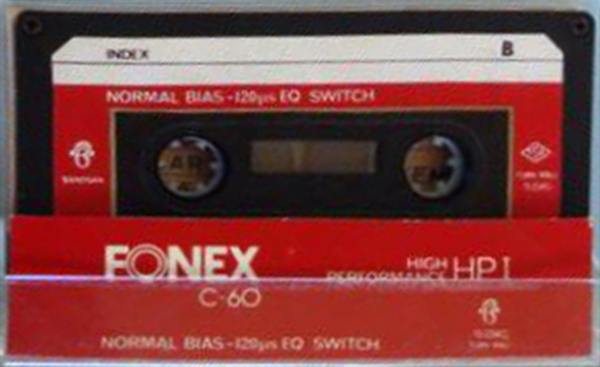 INDEX B
NORMAL BIAS-120µs EQ SWITCH
FONEX
C-60
HIGH
PERFORMANCE HP I
NORMAL BIAS-120µs EQ SWITCH